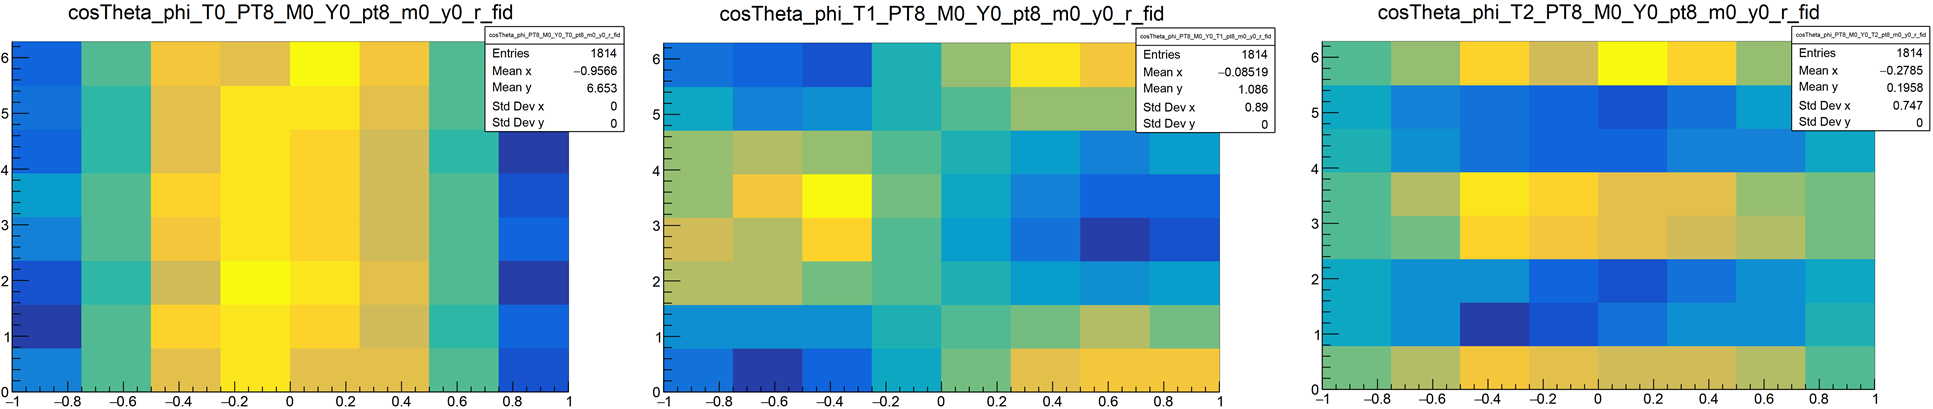 cosTheta_phi_T0_PT8_M0_Y0_pt8_m0_y0_r_fid
cosTheta_phi_PT8_M0_Y0_T0_pt8_m0_y0_r_fid
Entries 1814
Mean x −0.9566
Mean y 6.653
Std Dev x 0
Std Dev y 0
6
5
4
3
2
1
0
−1 −0.8 −0.6 −0.4 −0.2 0 0.2 0.4 0.6 0.8 1
cosTheta_phi_T1_PT8_M0_Y0_pt8_m0_y0_r_fid
cosTheta_phi_PT8_M0_Y0_T1_pt8_m0_y0_r_fid
Entries 1814
Mean x −0.08519
Mean y 1.086
Std Dev x 0.89
Std Dev y 0
6
5
4
3
2
1
0
−1 −0.8 −0.6 −0.4 −0.2 0 0.2 0.4 0.6 0.8 1
cosTheta_phi_T2_PT8_M0_Y0_pt8_m0_y0_r_fid
cosTheta_phi_PT8_M0_Y0_T2_pt8_m0_y0_r_fid
Entries 1814
Mean x −0.2785
Mean y 0.1958
Std Dev x 0.747
Std Dev y 0
6
5
4
3
2
1
0
−1 −0.8 −0.6 −0.4 −0.2 0 0.2 0.4 0.6 0.8 1